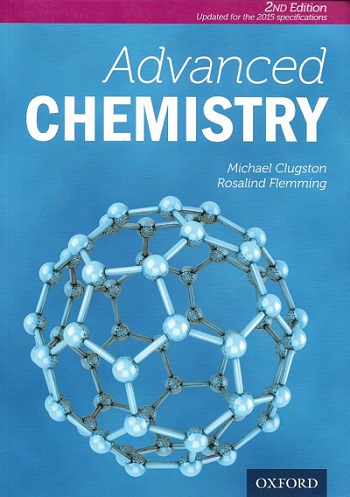 2ND Edition
Updated for the 2015 specifications
Advanced
CHEMISTRY
Michael Clugston
Rosalind Flemming
OXFORD